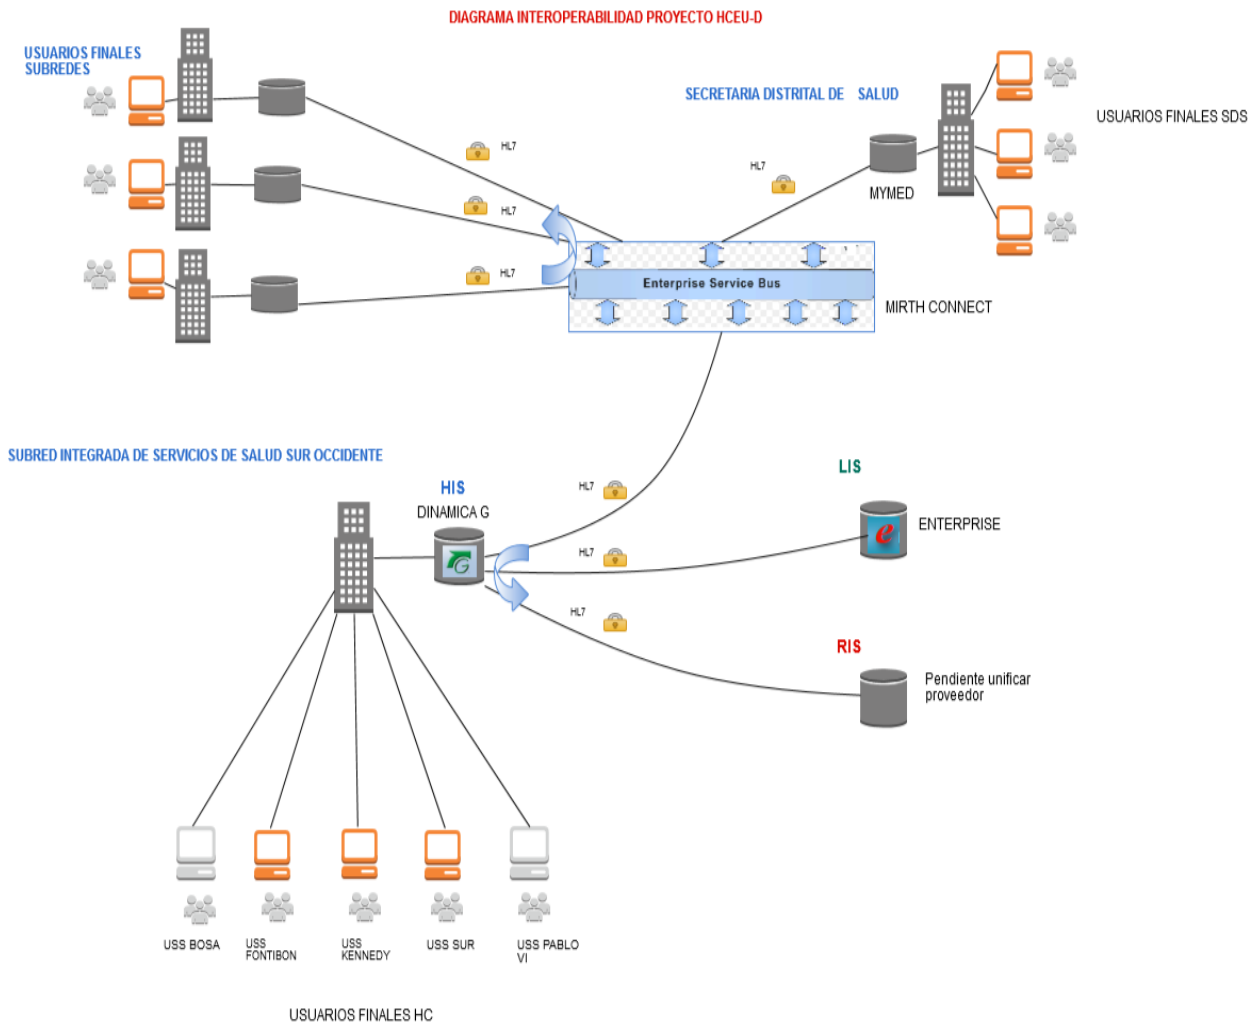 DIAGRAMA INTEROPERABILIDAD PROYECTO HCEU-D
USUARIOS FINALES
SUBREDES
SECRETARIA DISTRITAL DE SALUD
USUARIOS FINALES SDS
HL7
HL7
HL7
HL7
MYMED
Enterprise Service Bus
MIRTH CONNECT
SUBRED INTEGRADA DE SERVICIOS DE SALUD SUR OCCIDENTE
HIS
DINAMICA G
G
HL7
HL7
HL7
LIS
e
ENTERPRISE
RIS
Pendiente unificar
proveedor
USS BOSA
USS
FONTIBON
USS
KENNEDY
USS SUR
USS PABLO
VI
USUARIOS FINALES HC